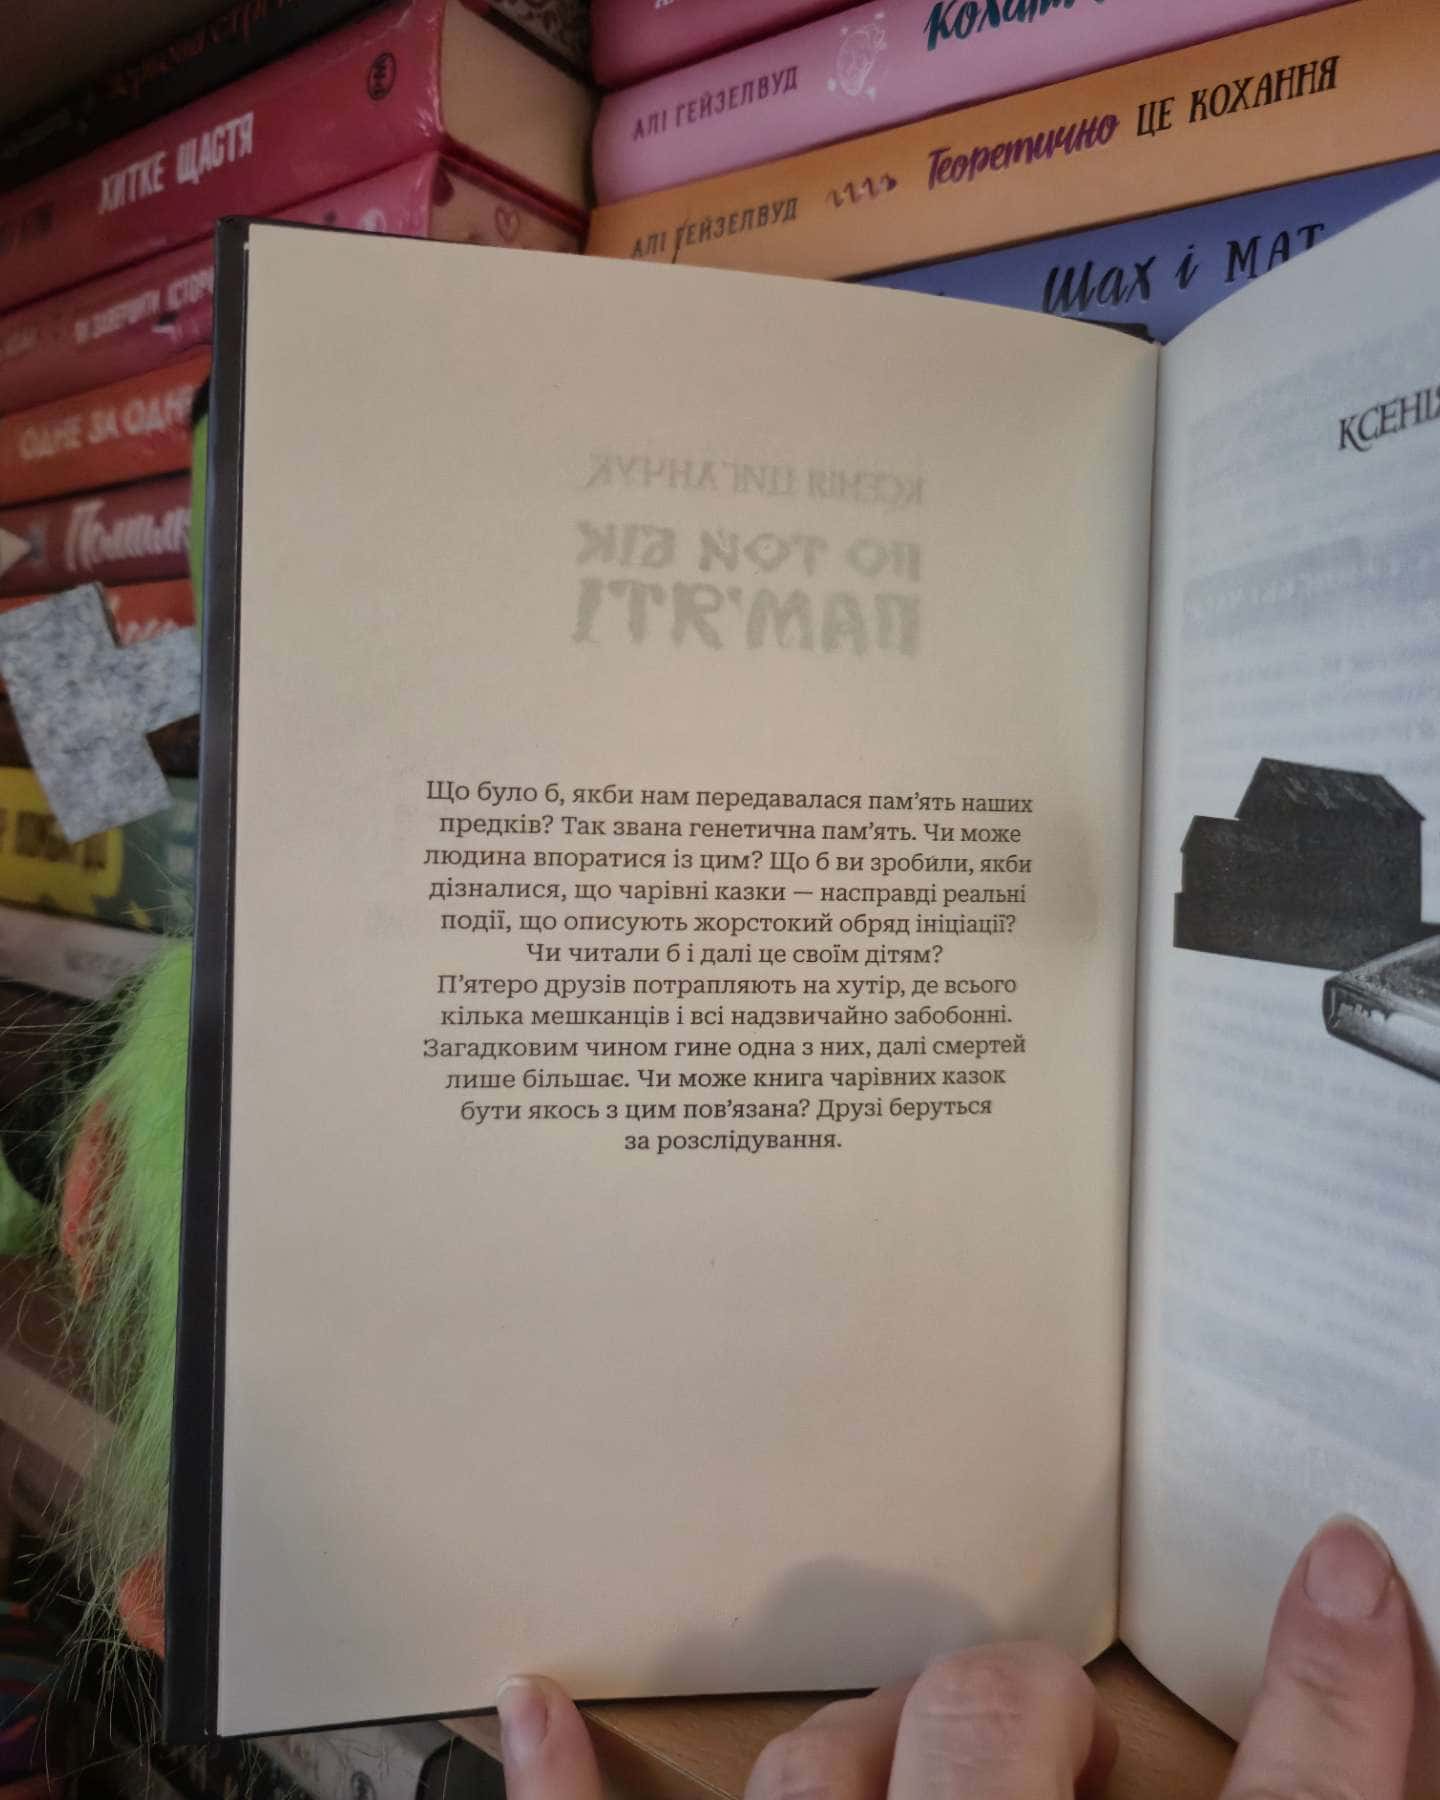 ХИТКЕ ЩАСТЯ
ОДНЕ ЗА ОДНЕ
АЛІ ГЕЙЗЕЛВУД
АЛІ ГЕЙЗЕЛВУД Теоретично ЦЕ КОХАННЯ
Шах і МАТ
КСЕНІЯ ЦИГАНЧУК
ПО ТОЙ БІК
ПАМ'ЯТІ
Що було б, якби нам передавалася пам’ять наших
предків? Так звана генетична пам’ять. Чи може
людина впоратися із цим? Що б ви зробили, якби
дізналися, що чарівні казки — насправді реальні
події, що описують жорстокий обряд ініціації?
Чи читали б і далі це своїм дітям?
П’ятеро друзів потрапляють на хутір, де всього
кілька мешканців і всі надзвичайно забобонні.
Загадковим чином гине одна з них, далі смертей
лише більшає. Чи може книга чарівних казок
бути якось з цим пов’язана? Друзі беруться
за розслідування.
КСЕНІЯ